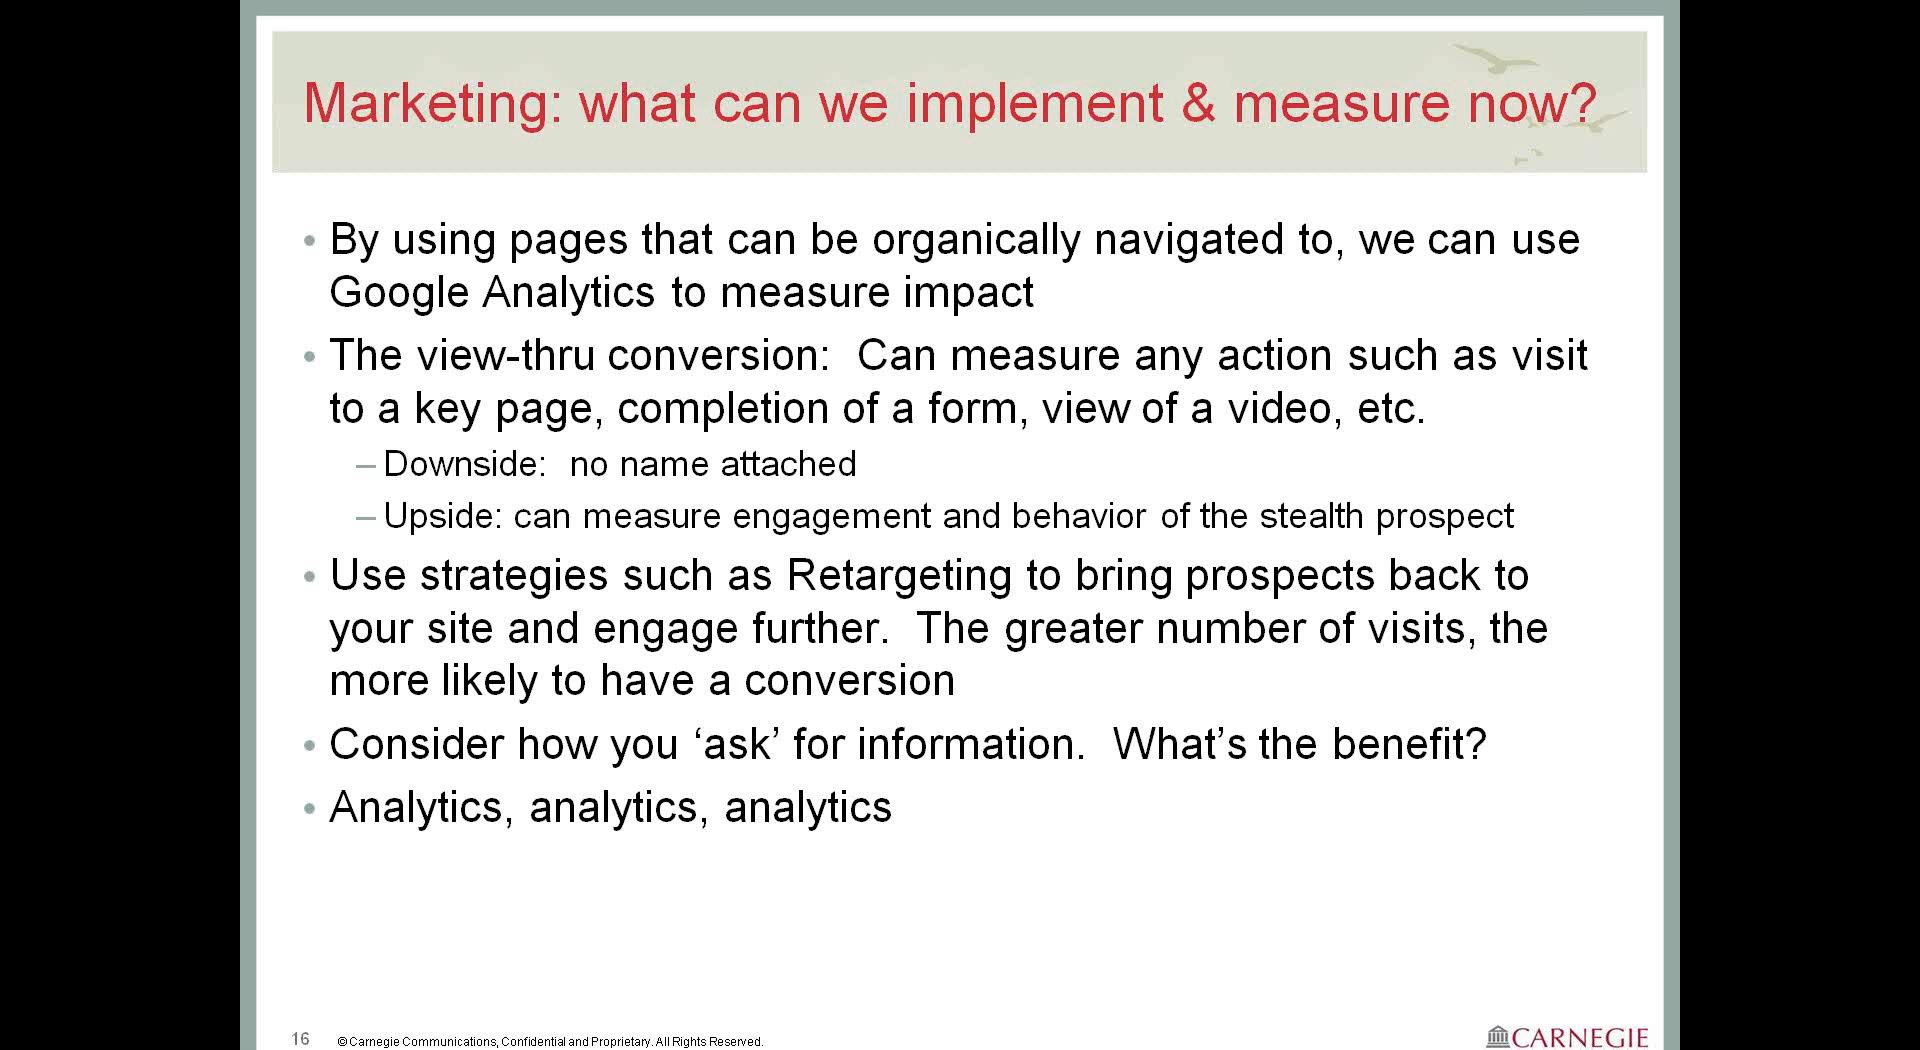 Marketing: what can we implement & measure now?
• By using pages that can be organically navigated to, we can use
Google Analytics to measure impact
• The view-thru conversion:  Can measure any action such as visit
to a key page, completion of a form, view of a video, etc.
– Downside:  no name attached
– Upside: can measure engagement and behavior of the stealth prospect
• Use strategies such as Retargeting to bring prospects back to
your site and engage further.  The greater number of visits, the
more likely to have a conversion
• Consider how you ‘ask’ for information.  What’s the benefit?
• Analytics, analytics, analytics
16
© Carnegie Communications, Confidential and Proprietary. All Rights Reserved.
CARNEGIE